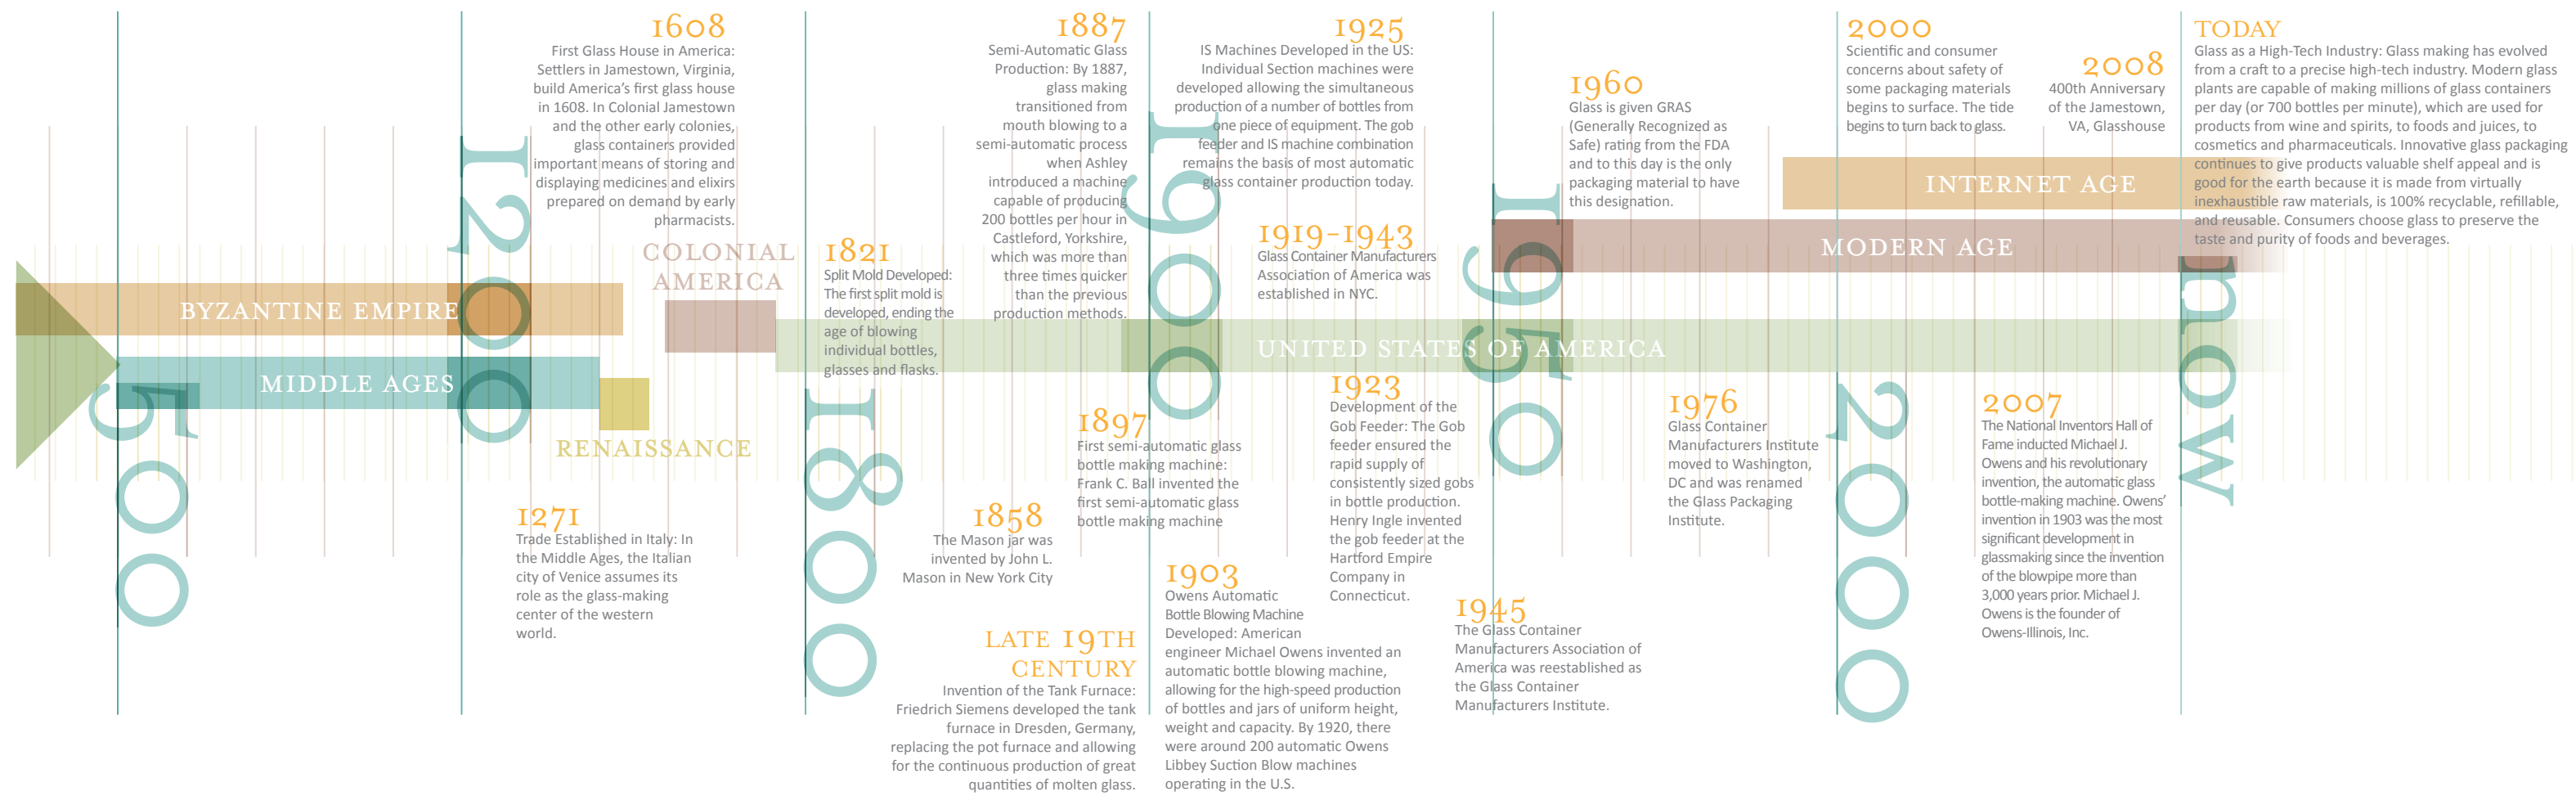 1608
First Glass House in America:
Settlers in Jamestown, Virginia,
build America's first glass house
in 1608. In Colonial Jamestown
and the other early colonies,
glass containers provided
important means of storing and
displaying medicines and elixirs
prepared on demand by early
pharmacists.
1887
Semi-Automatic Glass
Production: By 1887,
glass making
transitioned from
mouth blowing to a
semi-automatic process
when Ashley
introduced a machine
capable of producing
200 bottles per hour in
Castleford, Yorkshire,
which was more than
three times quicker
than the previous
production methods.
1925
IS Machines Developed in the US:
Individual Section machines were
developed allowing the simultaneous
production of a number of bottles from
one piece of equipment. The gob
feeder and IS machine combination
remains the basis of most automatic
glass container production today.
1960
Glass is given GRAS
(Generally Recognized as
Safe) rating from the FDA
and to this day is the only
packaging material to have
this designation.
2000
Scientific and consumer
concerns about safety of
some packaging materials
begins to surface. The tide
begins to turn back to glass.
2008
400th Anniversary
of the Jamestown,
VA, Glasshouse
TODAY
Glass as a High-Tech Industry: Glass making has evolved
from a craft to a precise high-tech industry. Modern glass
plants are capable of making millions of glass containers
per day (or 700 bottles per minute), which are used for
products from wine and spirits, to foods and juices, to
cosmetics and pharmaceuticals. Innovative glass packaging
continues to give products valuable shelf appeal and is
good for the earth because it is made from virtually
inexhaustible raw materials, is 100% recyclable, refillable,
and reusable. Consumers choose glass to preserve the
taste and purity of foods and beverages.
INTERNET AGE
MODERN AGE
1919-1943
Glass Container Manufacturers
Association of America was
established in NYC.
COLONIAL
AMERICA
1821
Split Mold Developed:
The first split mold is
developed, ending the
age of blowing
individual bottles,
glasses and flasks.
BYZANTINE EMPIRE
MIDDLE AGES
RENAISSANCE
UNITED STATES OF AMERICA
500
1200
1800
1900
1950
2000
now
1271
Trade Established in Italy: In
the Middle Ages, the Italian
city of Venice assumes its
role as the glass-making
center of the western
world.
1858
The Mason jar was
invented by John L.
Mason in New York City
LATE 19TH
CENTURY
Invention of the Tank Furnace:
Friedrich Siemens developed the tank
furnace in Dresden, Germany,
replacing the pot furnace and allowing
for the continuous production of great
quantities of molten glass.
1897
First semi-automatic glass
bottle making machine:
Frank C. Ball invented the
first semi-automatic glass
bottle making machine
1903
Owens Automatic
Bottle Blowing Machine
Developed: American
engineer Michael Owens invented an
automatic bottle blowing machine,
allowing for the high-speed production
of bottles and jars of uniform height,
weight and capacity. By 1920, there
were around 200 automatic Owens
Libbey Suction Blow machines
operating in the U.S.
1923
Development of the
Gob Feeder: The Gob
feeder ensured the
rapid supply of
consistently sized gobs
in bottle production.
Henry Ingle invented
the gob feeder at the
Hartford Empire
Company in
Connecticut.
1945
The Glass Container
Manufacturers Association of
America was reestablished as
the Glass Container
Manufacturers Institute.
1976
Glass Container
Manufacturers Institute
moved to Washington,
DC and was renamed
the Glass Packaging
Institute.
2007
The National Inventors Hall of
Fame inducted Michael J.
Owens and his revolutionary
invention, the automatic glass
bottle-making machine. Owens'
invention in 1903 was the most
significant development in
glassmaking since the invention
of the blowpipe more than
3,000 years prior. Michael J.
Owens is the founder of
Owens-Illinois, Inc.